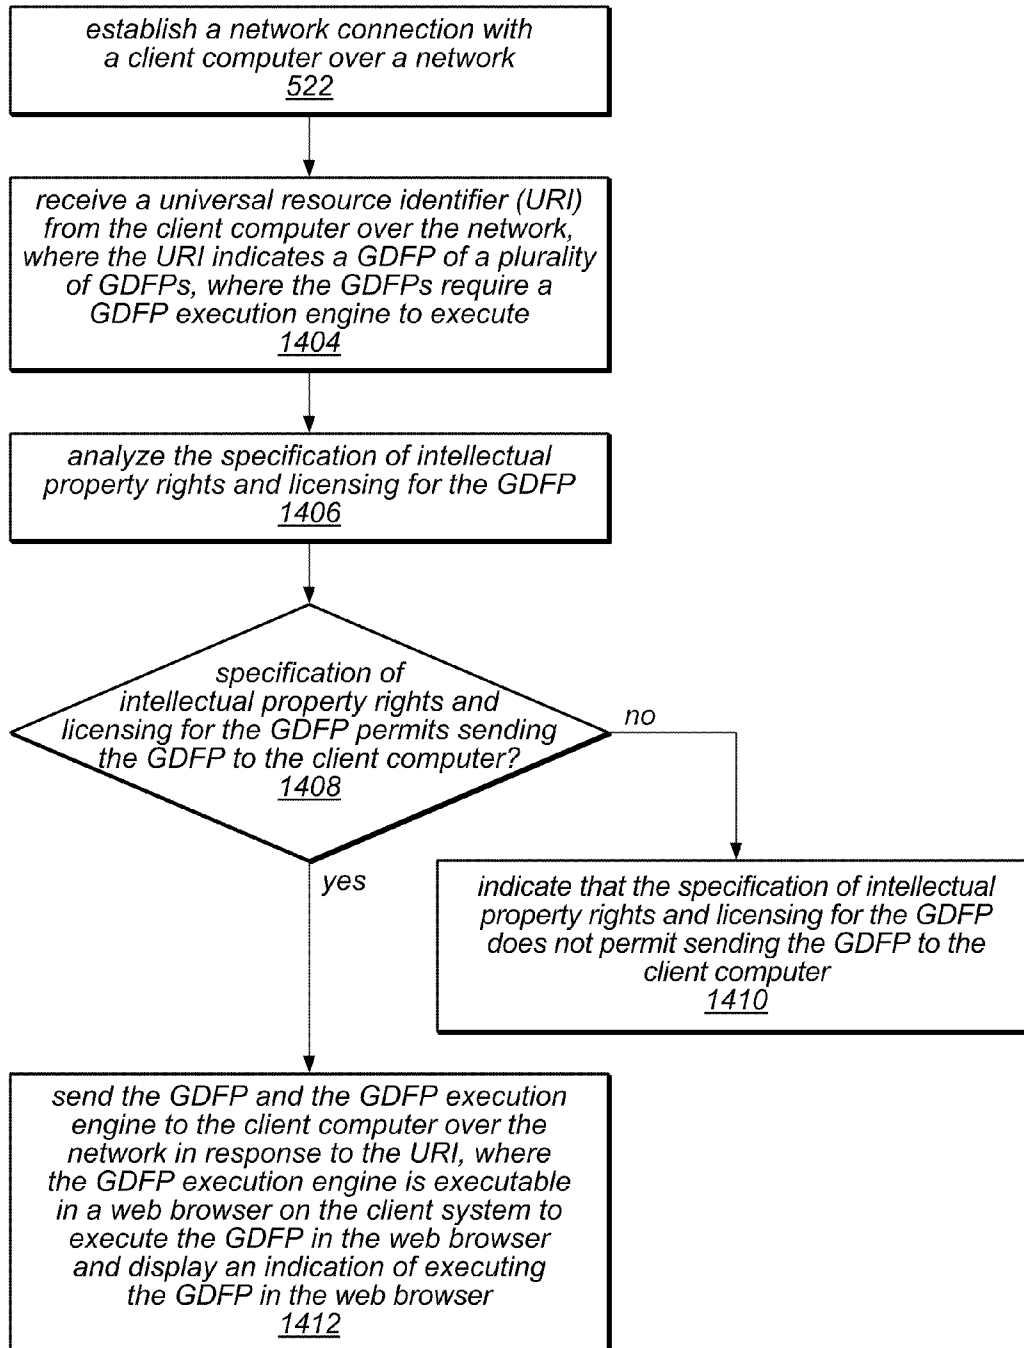 establish a network connection with
a client computer over a network
522
receive a universal resource identifier (URI)
from the client computer over the network,
where the URI indicates a GDFP of a plurality
of GDFPs, where the GDFPs require a
GDFP execution engine to execute
1404
analyze the specification of intellectual
property rights and licensing for the GDFP
1406
specification of
intellectual property rights and
licensing for the GDFP permits sending
the GDFP to the client computer?
1408
no
yes
indicate that the specification of intellectual
property rights and licensing for the GDFP
does not permit sending the GDFP to the
client computer
1410
send the GDFP and the GDFP execution
engine to the client computer over the
network in response to the URI, where
the GDFP execution engine is executable
in a web browser on the client system to
execute the GDFP in the web browser
and display an indication of executing
the GDFP in the web browser
1412